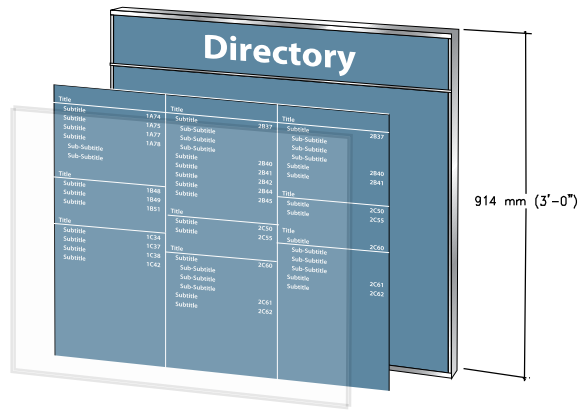 Directory
Title
Subtitle 1A74
Subtitle 1A75
Subtitle 1A77
Subtitle 1A78
Sub-Subtitle
Sub-Subtitle
Title
Subtitle 1B48
Subtitle 1B49
Subtitle 1B51
Title
Subtitle 1C34
Subtitle 1C37
Subtitle 1C38
Subtitle 1C42
Title
Subtitle 2B37
Sub-Subtitle
Sub-Subtitle
Sub-Subtitle
Subtitle 2B40
Subtitle 2B41
Subtitle 2B42
Subtitle 2B44
Subtitle 2B45
Title
Subtitle 2C50
Subtitle 2C55
Title
Subtitle 2C60
Sub-Subtitle
Sub-Subtitle
Sub-Subtitle
Subtitle 2C61
Subtitle 2C62
Title
Subtitle 2B37
Sub-Subtitle
Sub-Subtitle
Sub-Subtitle
Subtitle 2B40
Subtitle 2B41
Title
Subtitle 2C50
Subtitle 2C55
Title
Subtitle 2C60
Sub-Subtitle
Sub-Subtitle
Sub-Subtitle
Subtitle 2C61
Subtitle 2C62
914 mm (3'-0")